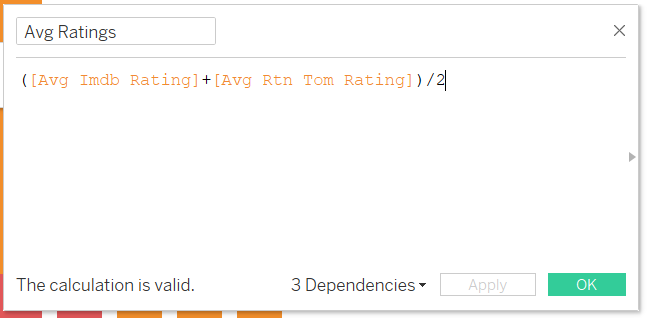 Avg Ratings
([Avg Imdb Rating]+[Avg Rtn Tom Rating])/2
The calculation is valid. 3 Dependencies Apply OK